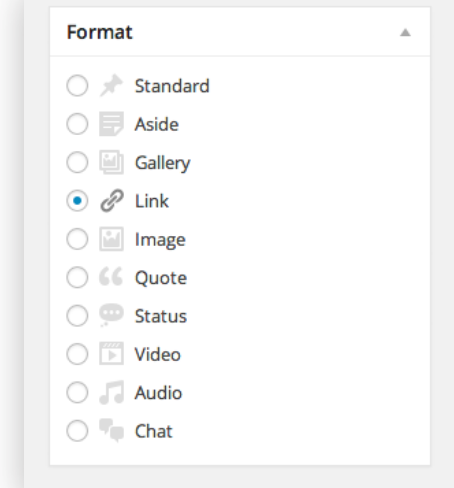 Format
Standard
Aside
Gallery
Link
Image
Quote
Status
Video
Audio
Chat